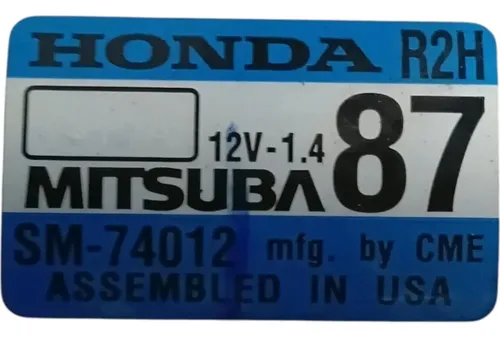 HONDA R2H
12V-1.4 87
MITSUBA
SM-74012 mfg. by CME
ASSEMBLED IN USA